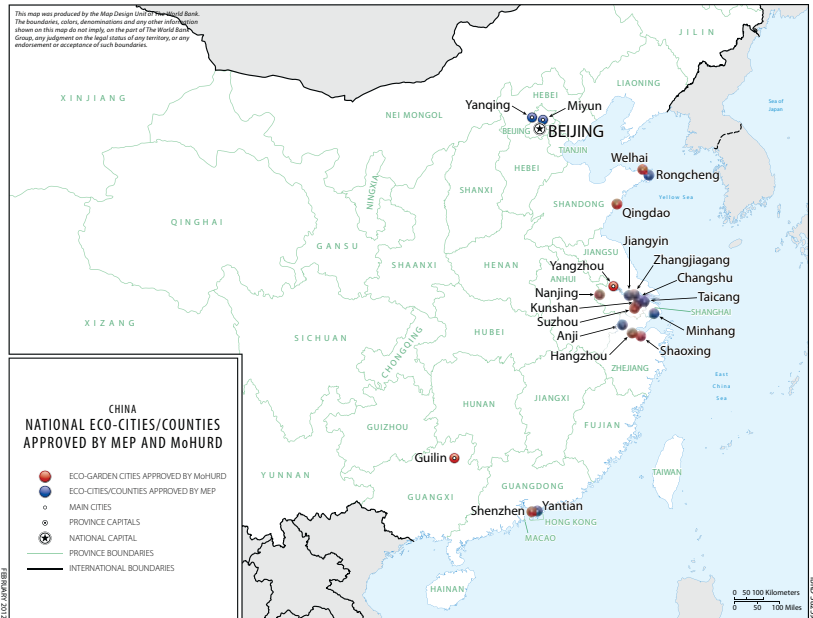 This map was produced by the Map Design Unit of The World Bank.
The boundaries, colors, denominations and any other information
shown on this map do not imply, on the part of The World Bank
Group, any judgment on the legal status of any territory, or any
endorsement or acceptance of such boundaries.
JILIN
LIAONING
XINJIANG
HEBEI
Sea of
Japan
Yanqing
Miyun
NEI MONGOL
BEIJING
BEIJING
TIANJIN
Welhai
HEBEI
Rongcheng
NINGXIA
SHANXI
Yellow Sea
SHANDONG
Qingdao
QINGHAI
GANSU
Jiangyin
JIANGSU
Zhangjiagang
SHAANXI
HENAN
Yangzhou
ANHUI
Changshu
Nanjing
Taicang
Kunshan
SHANGHAI
Suzhou
XIZANG
SICHUAN
HUBEI
Anji
Minhang
CHONGQING
Hangzhou
Shaoxing
ZHEJIANG
East
China
Sea
HUNAN
JIANGXI
GUIZHOU
FUJIAN
Guilin
TAIWAN
YUNNAN
GUANGXI
GUANGDONG
Shenzhen
Yantian
HONG KONG
MACAO
HAINAN
CHINA
NATIONAL ECO-CITIES/COUNTIES
APPROVED BY MEP AND MoHURD
ECO-GARDEN CITIES APPROVED BY MoHURD
ECO-CITIES/COUNTIES APPROVED BY MEP
MAIN CITIES
PROVINCE CAPITALS
NATIONAL CAPITAL
PROVINCE BOUNDARIES
INTERNATIONAL BOUNDARIES
0 50 100 Kilometers
0 50 100 Miles
FEBRUARY 2012